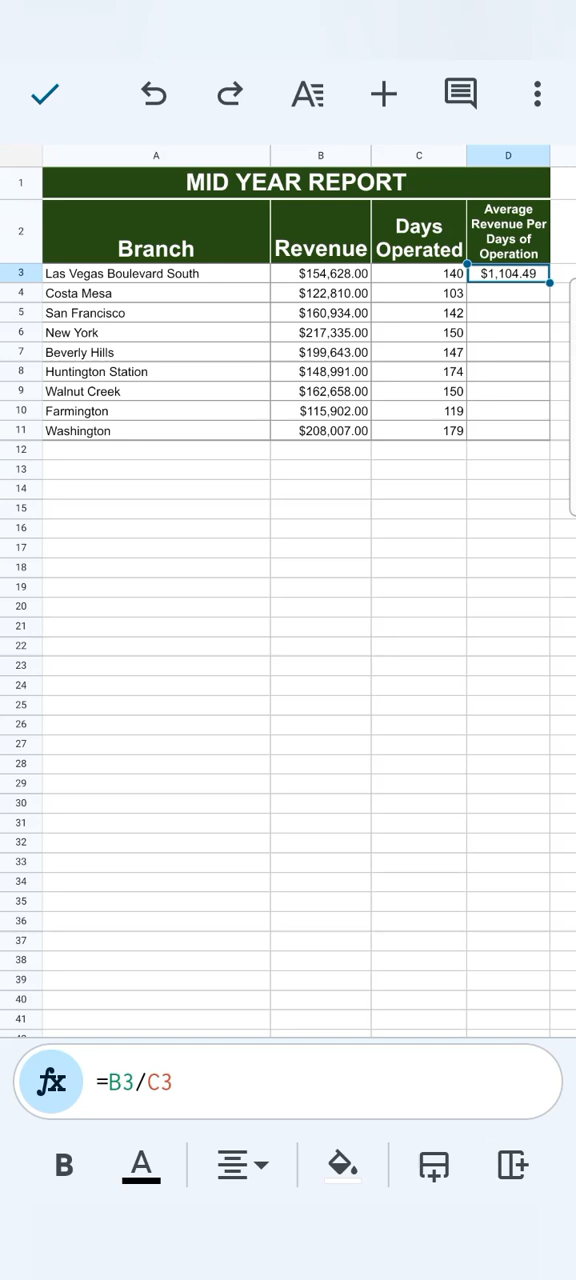 A B C D
1 MID YEAR REPORT
2 Branch Revenue Days Operated Average Revenue Per Days of Operation
3 Las Vegas Boulevard South $154,628.00 140 $1,104.49
4 Costa Mesa $122,810.00 103
5 San Francisco $160,934.00 142
6 New York $217,335.00 150
7 Beverly Hills $199,643.00 147
8 Huntington Station $148,991.00 174
9 Walnut Creek $162,658.00 150
10 Farmington $115,902.00 119
11 Washington $208,007.00 179
12
13
14
15
16
17
18
19
20
21
22
23
24
25
26
27
28
29
30
31
32
33
34
35
36
37
38
39
40
41
fx =B3/C3
B A